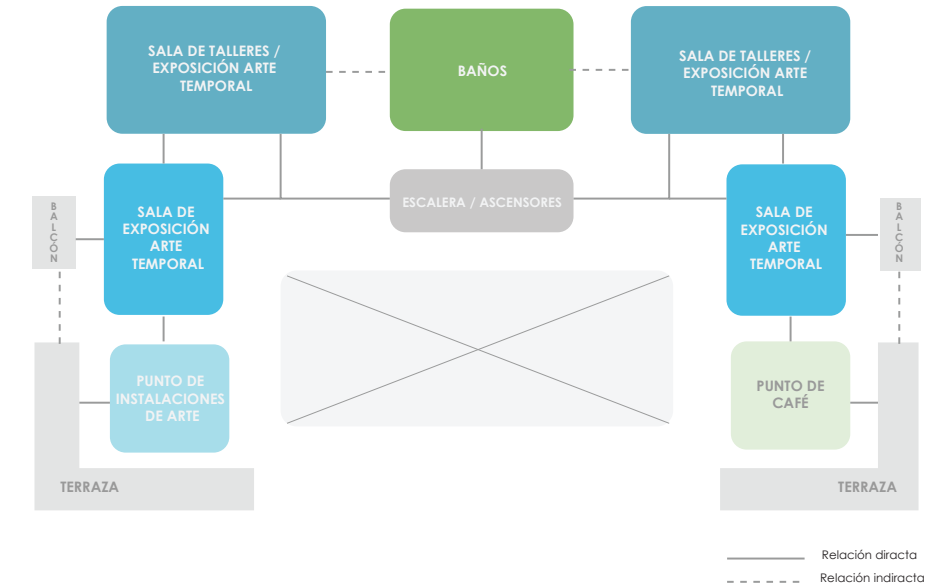 SALA DE TALLERES /
EXPOSICIÓN ARTE
TEMPORAL
BAÑOS
SALA DE TALLERES /
EXPOSICIÓN ARTE
TEMPORAL
BALCÓN
SALA DE
EXPOSICIÓN
ARTE
TEMPORAL
ESCALERA / ASCENSORES
SALA DE
EXPOSICIÓN
ARTE
TEMPORAL
BALCÓN
PUNTO DE
INSTALACIONES
DE ARTE
PUNTO DE
CAFÉ
TERRAZA
TERRAZA
Relación diracta
Relación indiracta